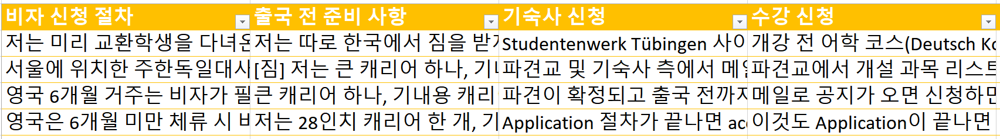 비자 신청 절차 출국 전 준비 사항 기숙사 신청 수강 신청
저는 미리 교환학생을 다녀온 저는 따로 한국에서 짐을 받지 Studentenwerk Tübingen 사이 개강 전 어학 코스(Deutsch Ko
서울에 위치한 주한독일대사 [짐] 저는 큰 캐리어 하나, 기내 파견교 및 기숙사 측에서 메일 파견교에서 개설 과목 리스트
영국 6개월 거주는 비자가 필 큰 캐리어 하나, 기내용 캐리 파견이 확정되고 출국 전까지 메일로 공지가 오면 신청하면
영국은 6개월 미만 체류 시 비 저는 28인치 캐리어 한 개, 기 Application 절차가 끝나면 acc 이것도 Application이 끝나면